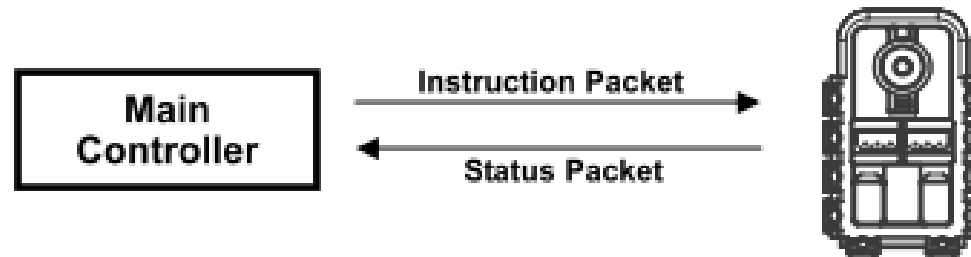 Main
Controller
Instruction Packet
Status Packet